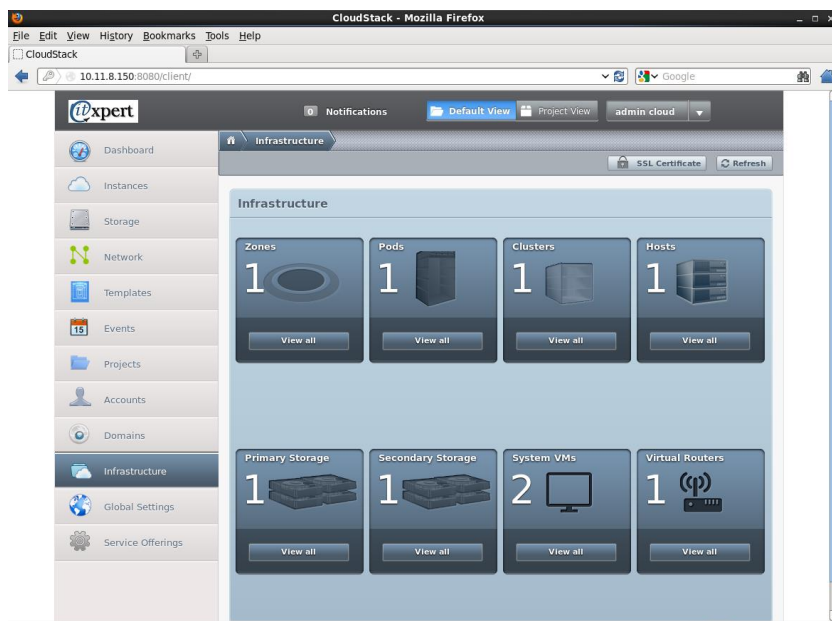 CloudStack - Mozilla Firefox
File Edit View History Bookmarks Tools Help
CloudStack
10.11.8.150:8080/client/
Google
itxpert
0 Notifications
Default View
Project View
admin cloud
Infrastructure
SSL Certificate
Refresh
Dashboard
Instances
Storage
Network
Templates
15
Events
Projects
Accounts
Domains
Infrastructure
Global Settings
Service Offerings
Infrastructure
Zones
1
View all
Pods
1
View all
Clusters
1
View all
Hosts
1
View all
Primary Storage
1
View all
Secondary Storage
1
View all
System VMs
2
View all
Virtual Routers
1
View all